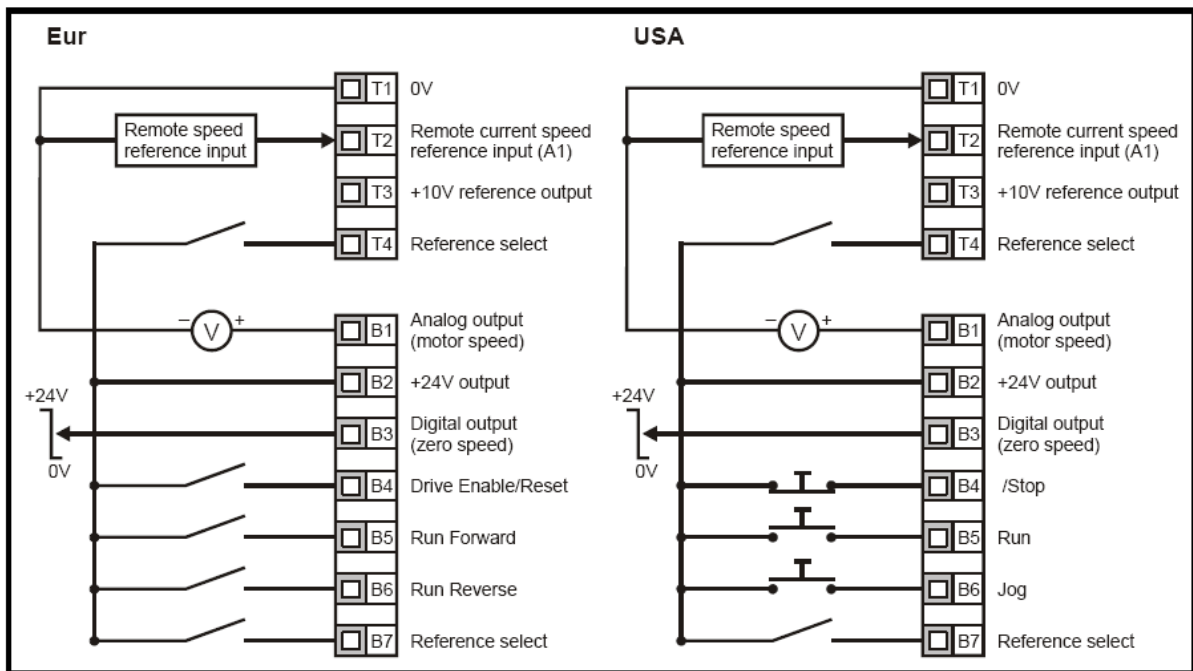 Eur
T1 0V
Remote speed
reference input
T2 Remote current speed
reference input (A1)
T3 +10V reference output
T4 Reference select
– V +
B1 Analog output
(motor speed)
B2 +24V output
+24V
0V
B3 Digital output
(zero speed)
B4 Drive Enable/Reset
B5 Run Forward
B6 Run Reverse
B7 Reference select
USA
T1 0V
Remote speed
reference input
T2 Remote current speed
reference input (A1)
T3 +10V reference output
T4 Reference select
– V +
B1 Analog output
(motor speed)
B2 +24V output
+24V
0V
B3 Digital output
(zero speed)
B4 /Stop
B5 Run
B6 Jog
B7 Reference select